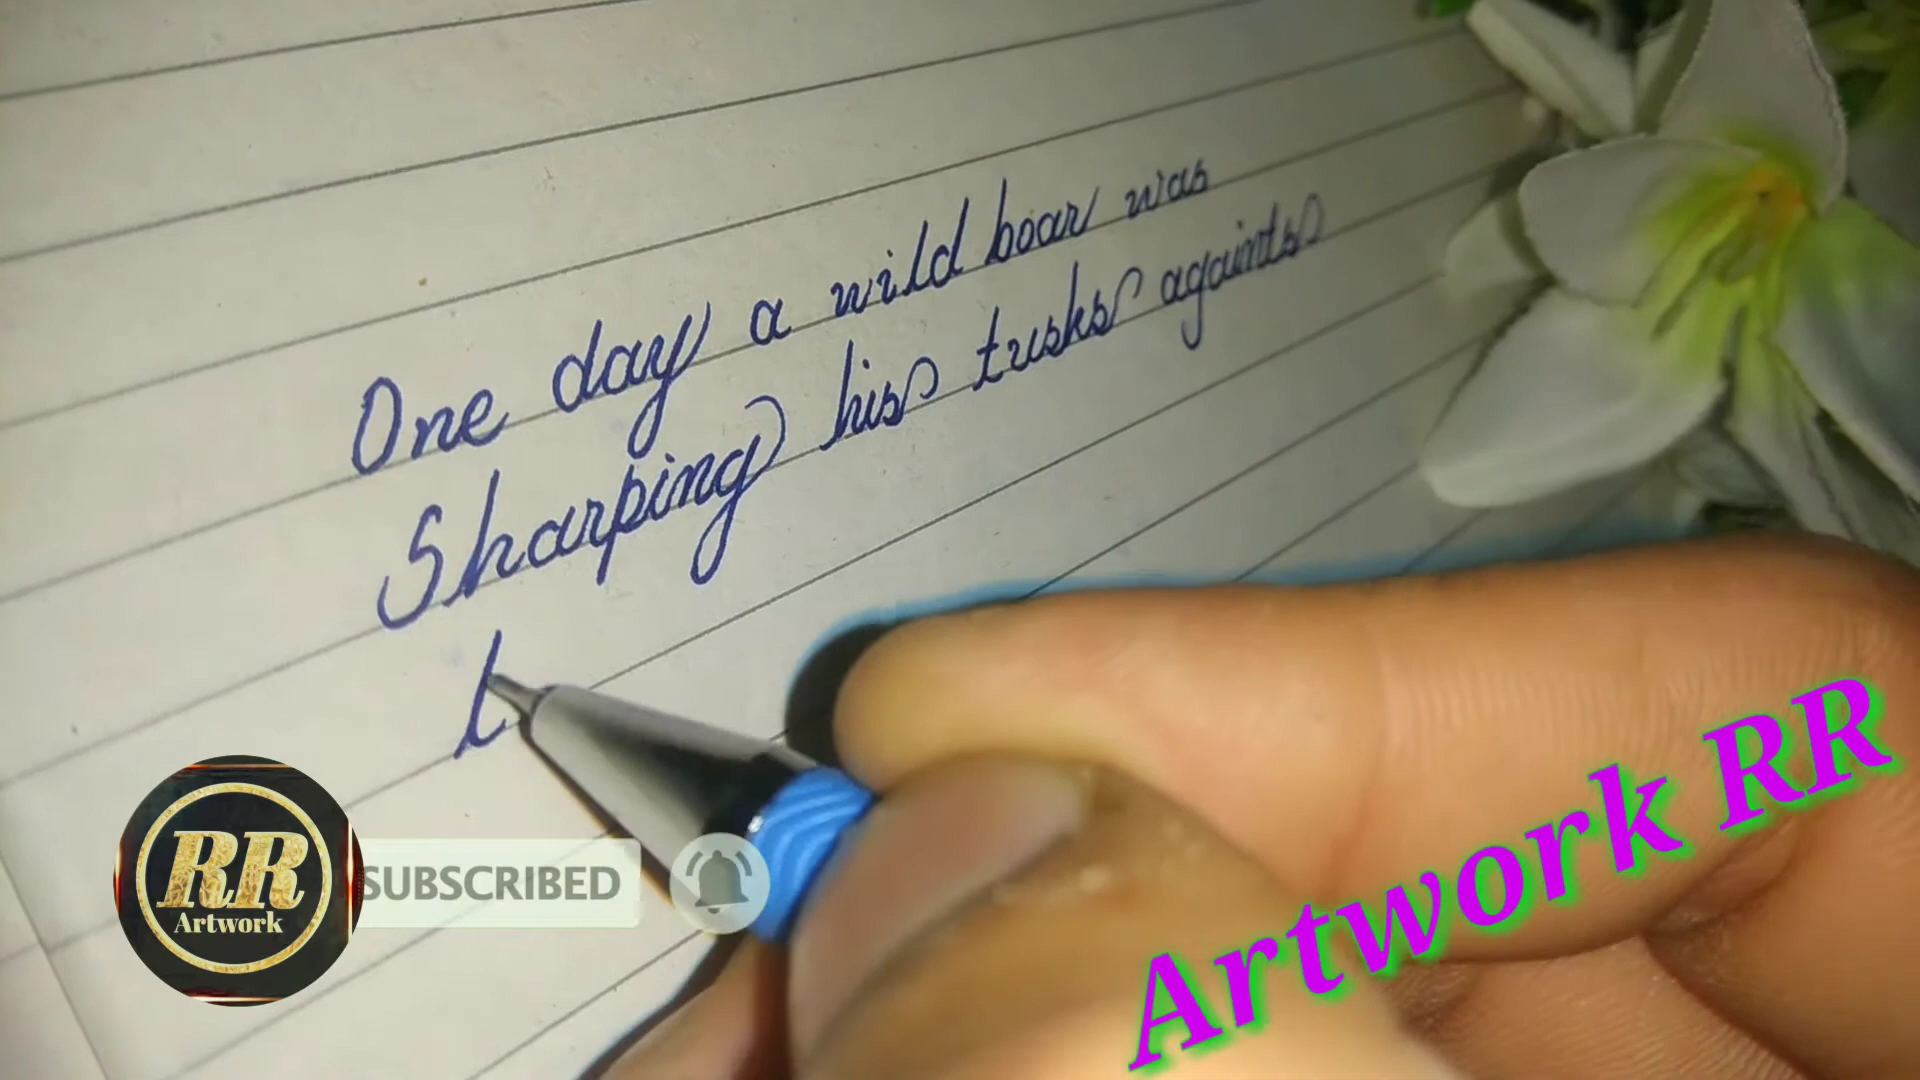 One day a wild boar was
Sharping his tusks againts
RR
Artwork
SUBSCRIBED
Artwork RR